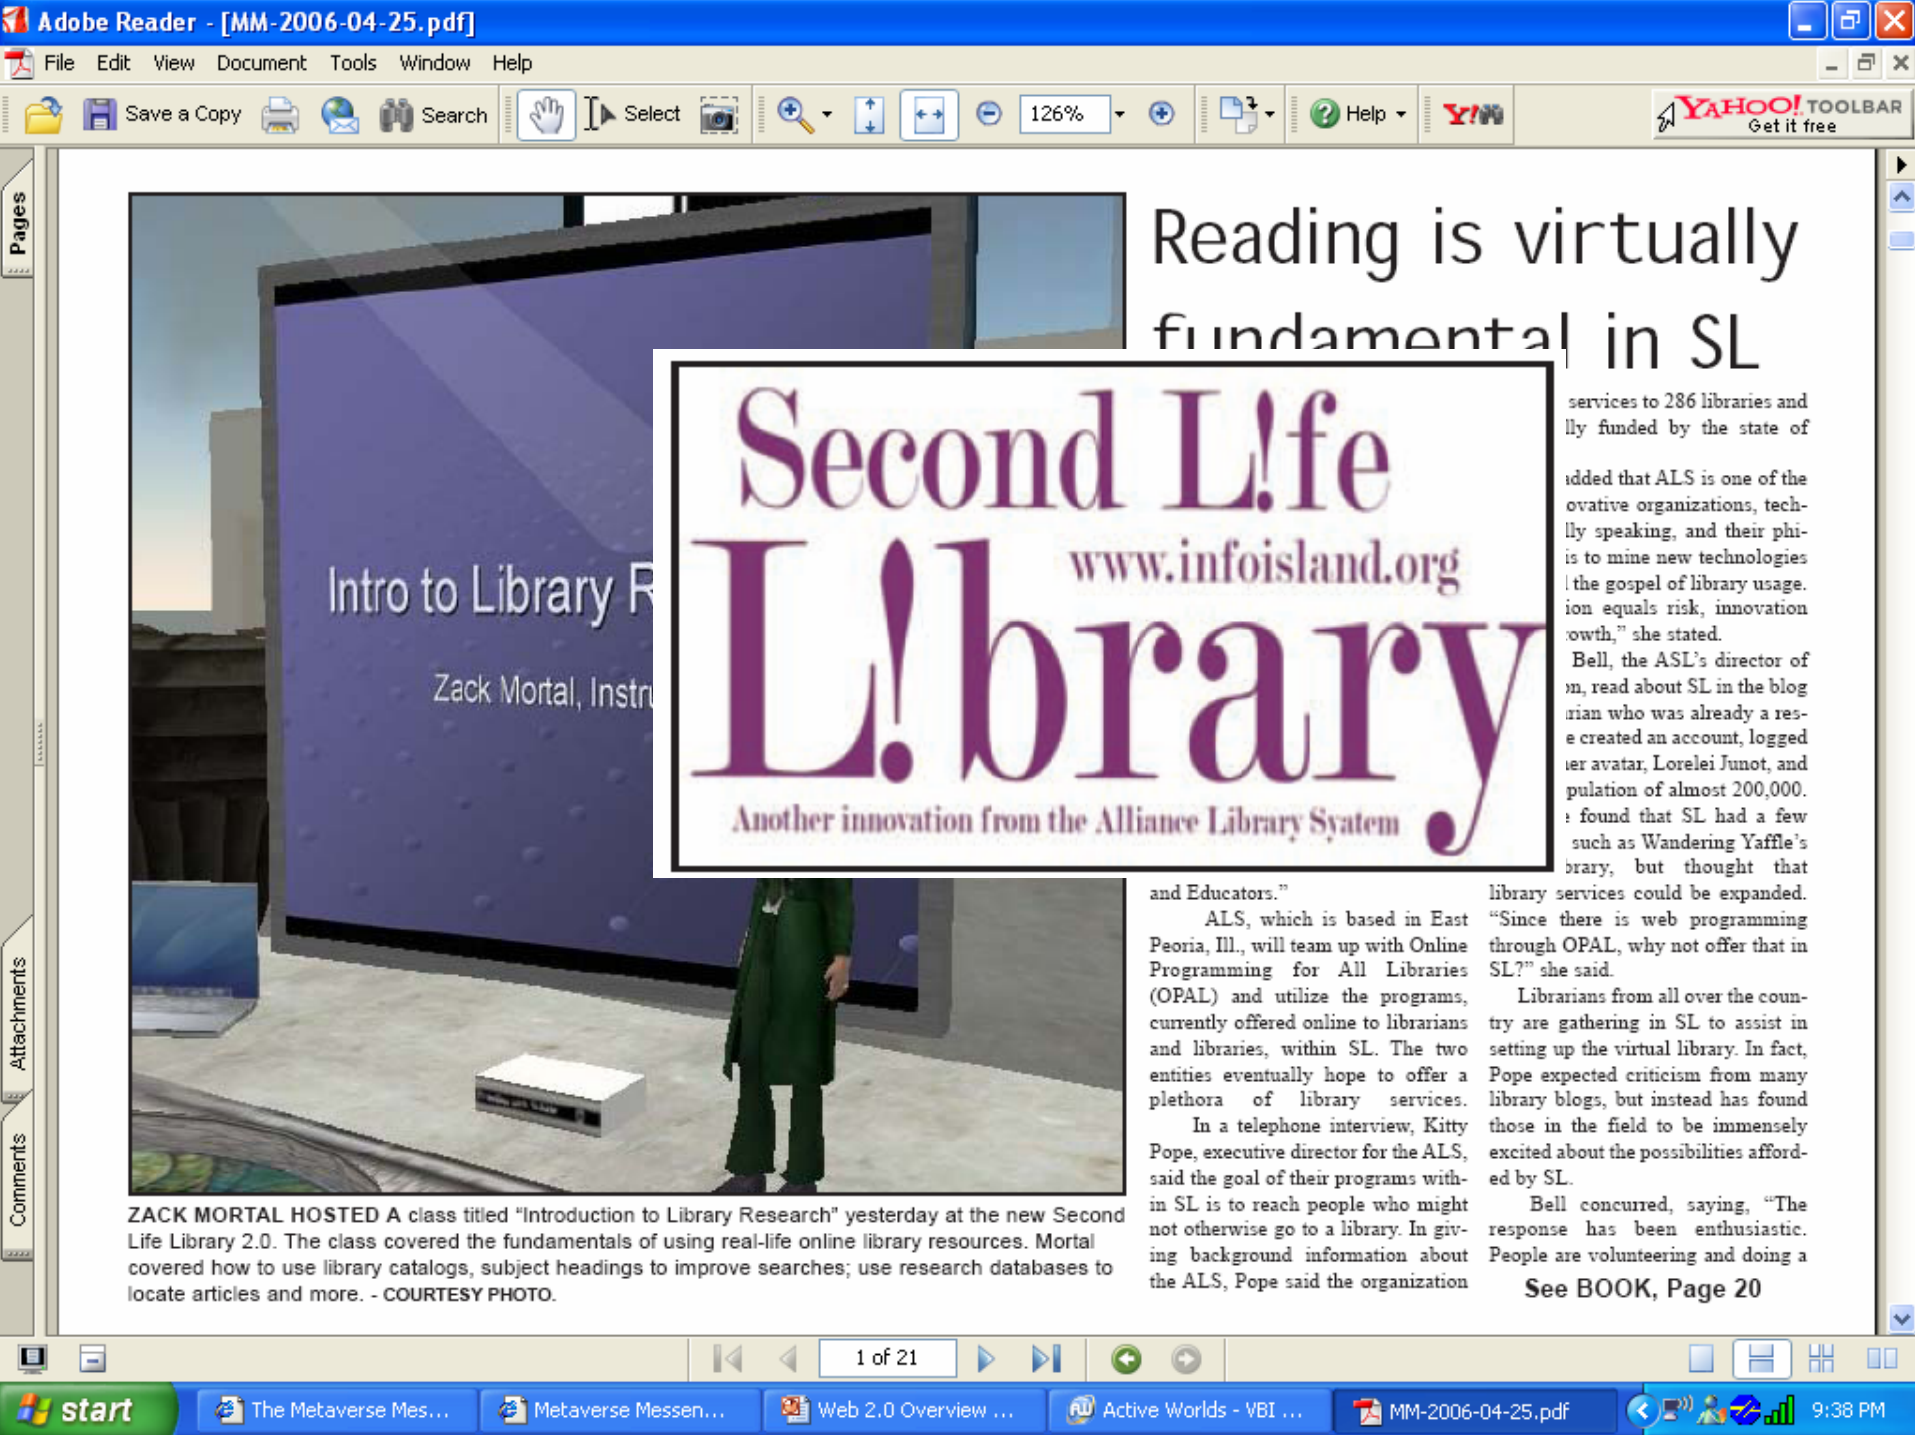 Adobe Reader - [MM-2006-04-25.pdf]
File Edit View Document Tools Window Help
Save a Copy Search Select 126% Help Y! YAHOO! TOOLBAR
Get it free
Pages
Attachments
Comments
Intro to Library R
Zack Mortal, Instru
ZACK MORTAL HOSTED A class titled “Introduction to Library Research” yesterday at the new Second
Life Library 2.0. The class covered the fundamentals of using real-life online library resources. Mortal
covered how to use library catalogs, subject headings to improve searches; use research databases to
locate articles and more. - COURTESY PHOTO.
Reading is virtually
fundamental in SL
Second L!fe
www.infoisland.org
L!brary
Another innovation from the Alliance Library Syatem
and Educators.”
ALS, which is based in East
Peoria, Ill., will team up with Online
Programming for All Libraries
(OPAL) and utilize the programs,
currently offered online to librarians
and libraries, within SL. The two
entities eventually hope to offer a
plethora of library services.
In a telephone interview, Kitty
Pope, executive director for the ALS,
said the goal of their programs with-
in SL is to reach people who might
not otherwise go to a library. In giv-
ing background information about
the ALS, Pope said the organization
services to 286 libraries and
lly funded by the state of
added that ALS is one of the
ovative organizations, tech-
lly speaking, and their phi-
is to mine new technologies
the gospel of library usage.
ion equals risk, innovation
rowth,” she stated.
Bell, the ASL’s director of
on, read about SL in the blog
rian who was already a res-
e created an account, logged
er avatar, Lorelei Junot, and
pulation of almost 200,000.
found that SL had a few
such as Wandering Yaffle’s
brary, but thought that
library services could be expanded.
“Since there is web programming
through OPAL, why not offer that in
SL?” she said.
Librarians from all over the coun-
try are gathering in SL to assist in
setting up the virtual library. In fact,
Pope expected criticism from many
library blogs, but instead has found
those in the field to be immensely
excited about the possibilities afford-
ed by SL.
Bell concurred, saying, “The
response has been enthusiastic.
People are volunteering and doing a
See BOOK, Page 20
1 of 21
start The Metaverse Mes... Metaverse Messen... Web 2.0 Overview ... Active Worlds - VBI ... MM-2006-04-25.pdf 9:38 PM